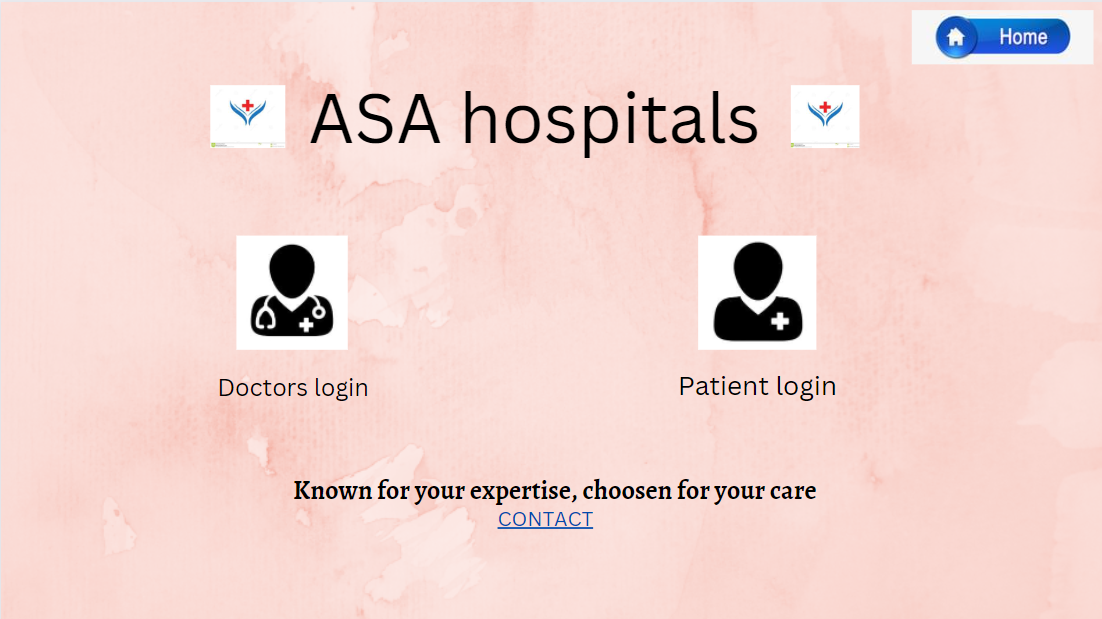 Home
ASA hospitals
Doctors login
Patient login
Known for your expertise, choosen for your care
CONTACT